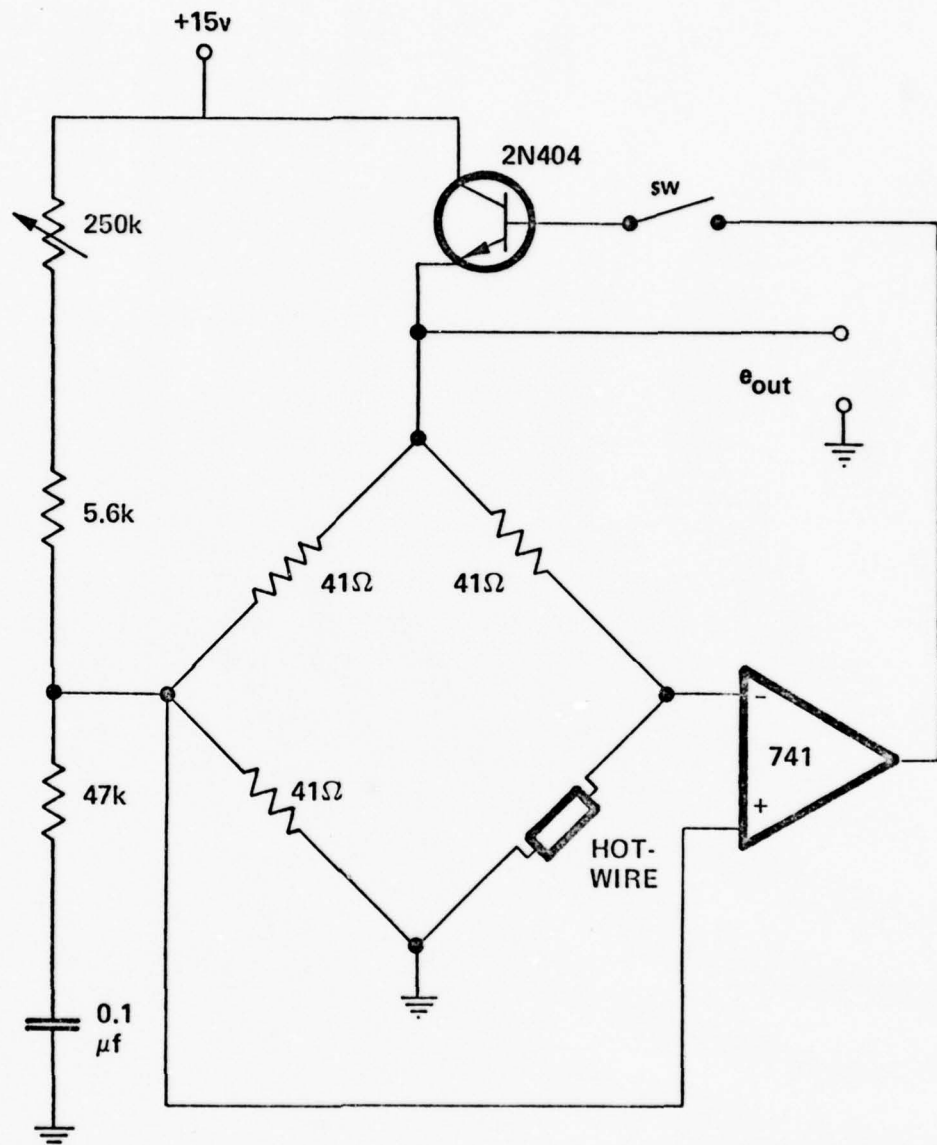 +15v
2N404
sw
250k
e out
5.6k
41Ω
41Ω
-
741
47k
41Ω
+
HOT-
WIRE
0.1
μf